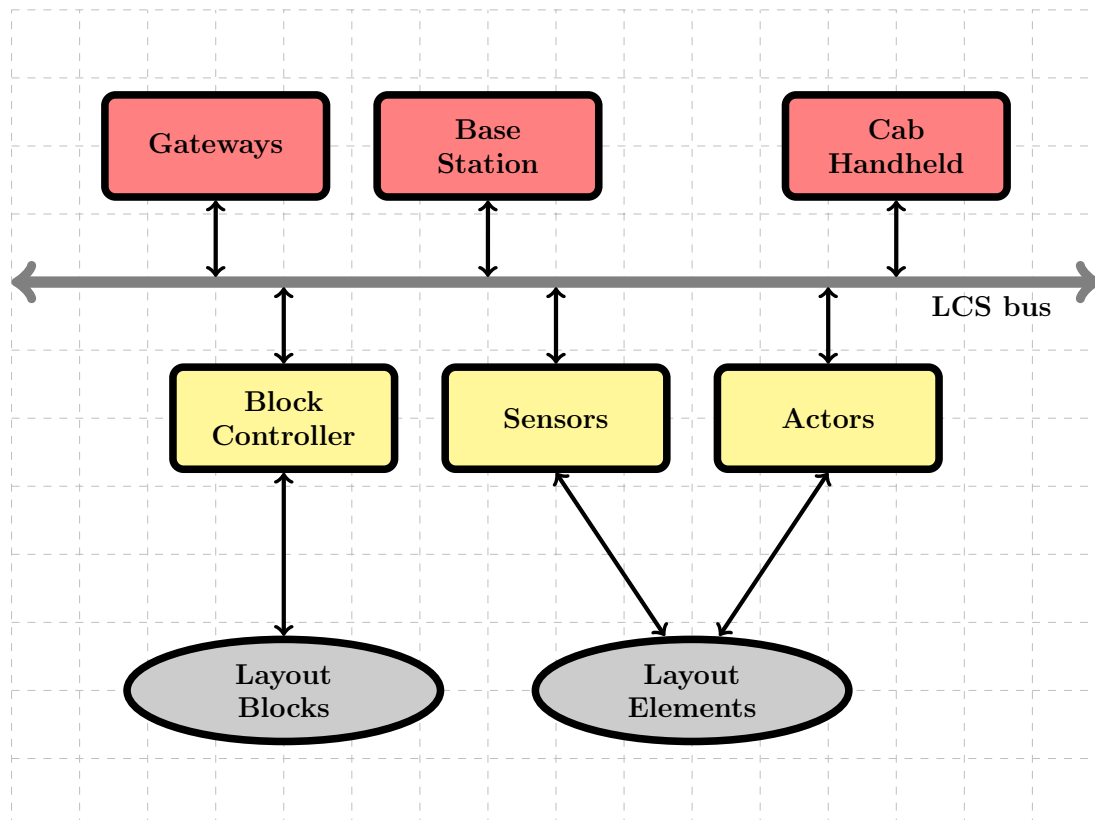 Gateways
Base
Station
Cab
Handheld
LCS bus
Block
Controller
Sensors
Actors
Layout
Blocks
Layout
Elements